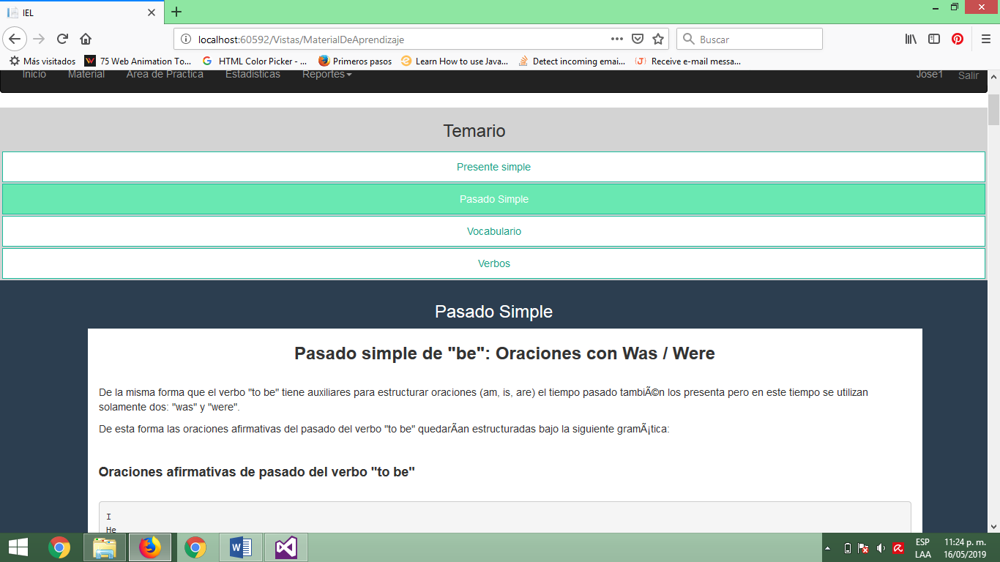 IEL
localhost:60592/Vistas/MaterialDeAprendizaje
Buscar
Más visitados
75 Web Animation To...
HTML Color Picker - ...
Primeros pasos
Learn How to use Java...
Detect incoming emai...
Receive e-mail messa...
Inicio
Material
Area de Practica
Estadisticas
Reportes
Jose1
Salir
Temario
Presente simple
Pasado Simple
Vocabulario
Verbos
Pasado Simple
Pasado simple de "be": Oraciones con Was / Were
De la misma forma que el verbo "to be" tiene auxiliares para estructurar oraciones (am, is, are) el tiempo pasado tambiÃ©n los presenta pero en este tiempo se utilizan
solamente dos: "was" y "were".
De esta forma las oraciones afirmativas del pasado del verbo "to be" quedarÃan estructuradas bajo la siguiente gramÃ¡tica:
Oraciones afirmativas de pasado del verbo "to be"
I
He
ESP
LAA
11:24 p. m.
16/05/2019